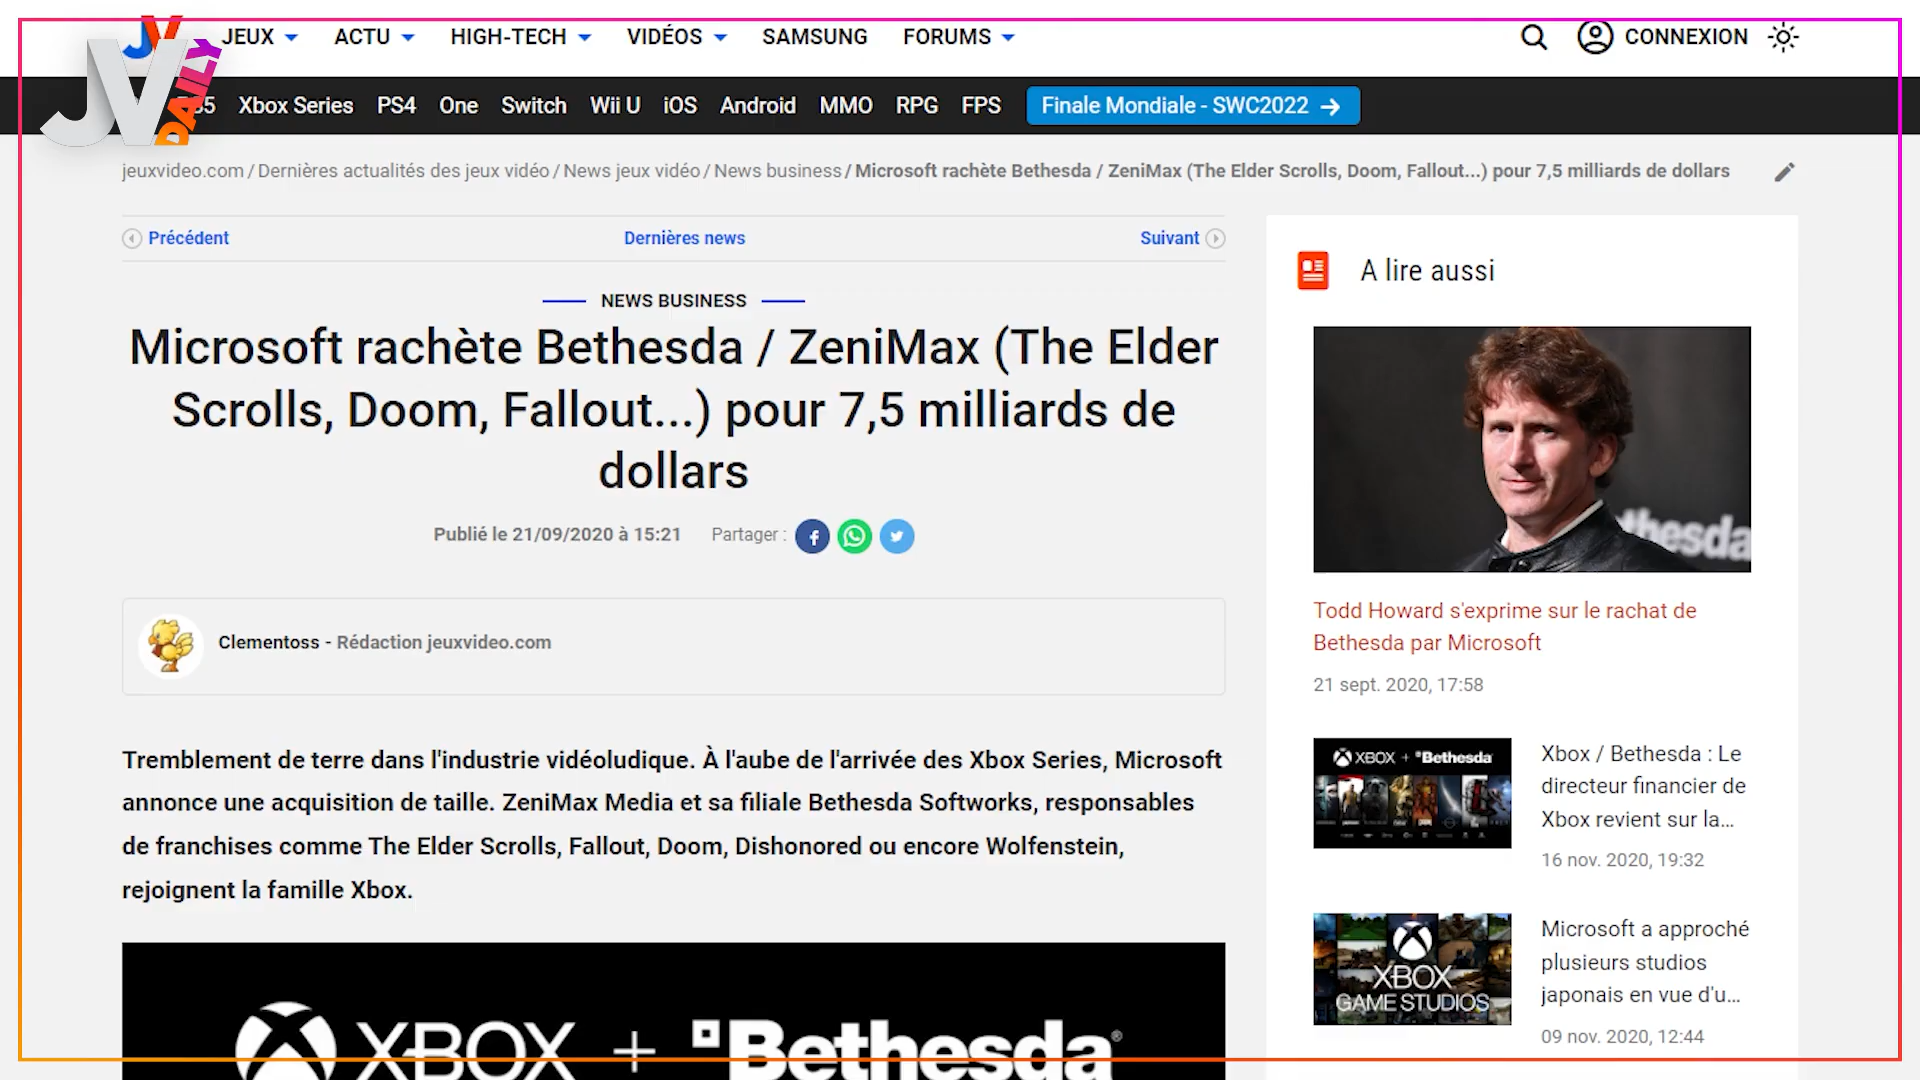 JEUX
ACTU
HIGH-TECH
VIDÉOS
SAMSUNG
FORUMS
CONNEXION
JV
DAILY
Xbox Series
PS4
One
Switch
Wii U
iOS
Android
MMO
RPG
FPS
Finale Mondiale - SWC2022 →
jeuxvideo.com / Dernières actualités des jeux vidéo / News jeux vidéo / News business / Microsoft rachète Bethesda / ZeniMax (The Elder Scrolls, Doom, Fallout...) pour 7,5 milliards de dollars
Précédent
Dernières news
Suivant
NEWS BUSINESS
Microsoft rachète Bethesda / ZeniMax (The Elder
Scrolls, Doom, Fallout...) pour 7,5 milliards de
dollars
Publié le 21/09/2020 à 15:21
Partager :
Clementoss - Rédaction jeuxvideo.com
Tremblement de terre dans l'industrie vidéoludique. À l'aube de l'arrivée des Xbox Series, Microsoft
annonce une acquisition de taille. ZeniMax Media et sa filiale Bethesda Softworks, responsables
de franchises comme The Elder Scrolls, Fallout, Doom, Dishonored ou encore Wolfenstein,
rejoignent la famille Xbox.
XBOX + Bethesda®
A lire aussi
thesda
Todd Howard s'exprime sur le rachat de
Bethesda par Microsoft
21 sept. 2020, 17:58
XBOX + Bethesda
Xbox / Bethesda : Le
directeur financier de
Xbox revient sur la...
16 nov. 2020, 19:32
XBOX
GAME STUDIOS
Microsoft a approché
plusieurs studios
japonais en vue d'u...
09 nov. 2020, 12:44